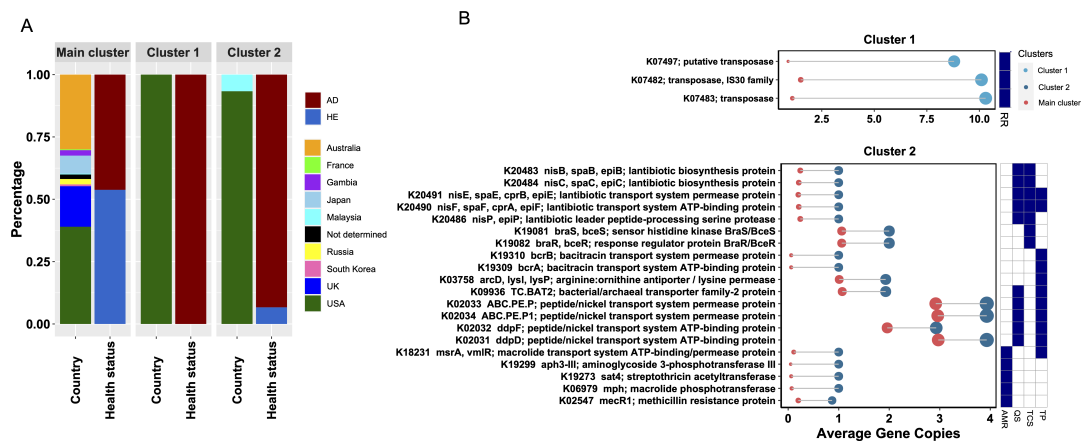 A
Main cluster
Cluster 1
Cluster 2
Percentage
1.00
0.75
0.50
0.25
0.00
Country
Health status
Country
Health status
Country
Health status
AD
HE
Australia
France
Gambia
Japan
Malaysia
Not determined
Russia
South Korea
UK
USA
B
Cluster 1
K07497; putative transposase
K07482; transposase, IS30 family
K07483; transposase
2.5
5.0
7.5
10.0
RR
Clusters
Cluster 1
Cluster 2
Main cluster
Cluster 2
K20483 nisB, spaB, epiB; lantibiotic biosynthesis protein
K20484 nisC, spaC, epiC; lantibiotic biosynthesis protein
K20491 nisE, spaE, cprB, epiE; lantibiotic transport system permease protein
K20490 nisF, spaF, cprA, epiF; lantibiotic transport system ATP-binding protein
K20486 nisP, epiP; lantibiotic leader peptide-processing serine protease
K19081 braS, bceS; sensor histidine kinase BraS/BceS
K19082 braR, bceR; response regulator protein BraR/BceR
K19310 bcrB; bacitracin transport system permease protein
K19309 bcrA; bacitracin transport system ATP-binding protein
K03758 arcD, lysI, lysP; arginine:ornithine antiporter / lysine permease
K09936 TC.BAT2; bacterial/archaeal transporter family-2 protein
K02033 ABC.PE.P; peptide/nickel transport system permease protein
K02034 ABC.PE.P1; peptide/nickel transport system permease protein
K02032 ddpF; peptide/nickel transport system ATP-binding protein
K02031 ddpD; peptide/nickel transport system ATP-binding protein
K18231 msrA, vmlR; macrolide transport system ATP-binding/permease protein
K19299 aph3-III; aminoglycoside 3-phosphotransferase III
K19273 sat4; streptothricin acetyltransferase
K06979 mph; macrolide phosphotransferase
K02547 mecR1; methicillin resistance protein
0
1
2
3
4
Average Gene Copies
AMR
QS
TCS
TP